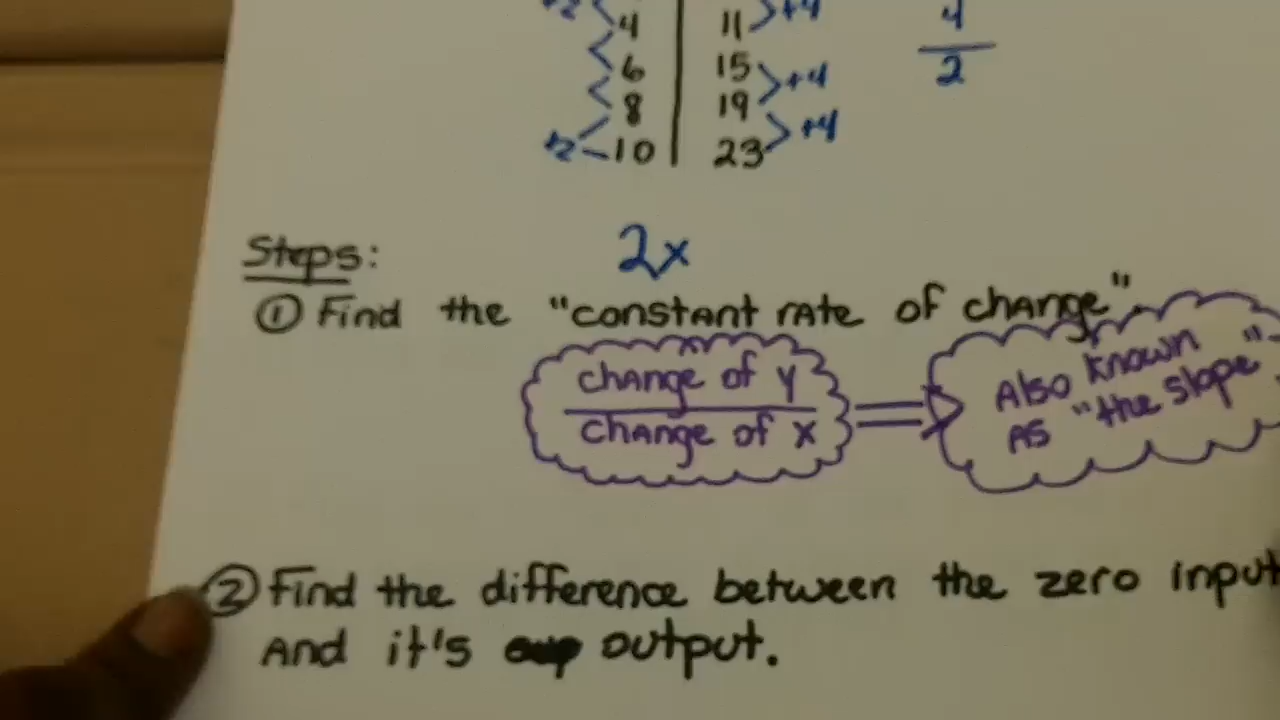 +2 4 11 +4 4
6 15 +4 2
8 19
+2 10 23 +4
2x
Steps:
① Find the "constant rate of change"
change of y
change of x
Also known
As "the slope"
② Find the difference between the zero input
And it's output.